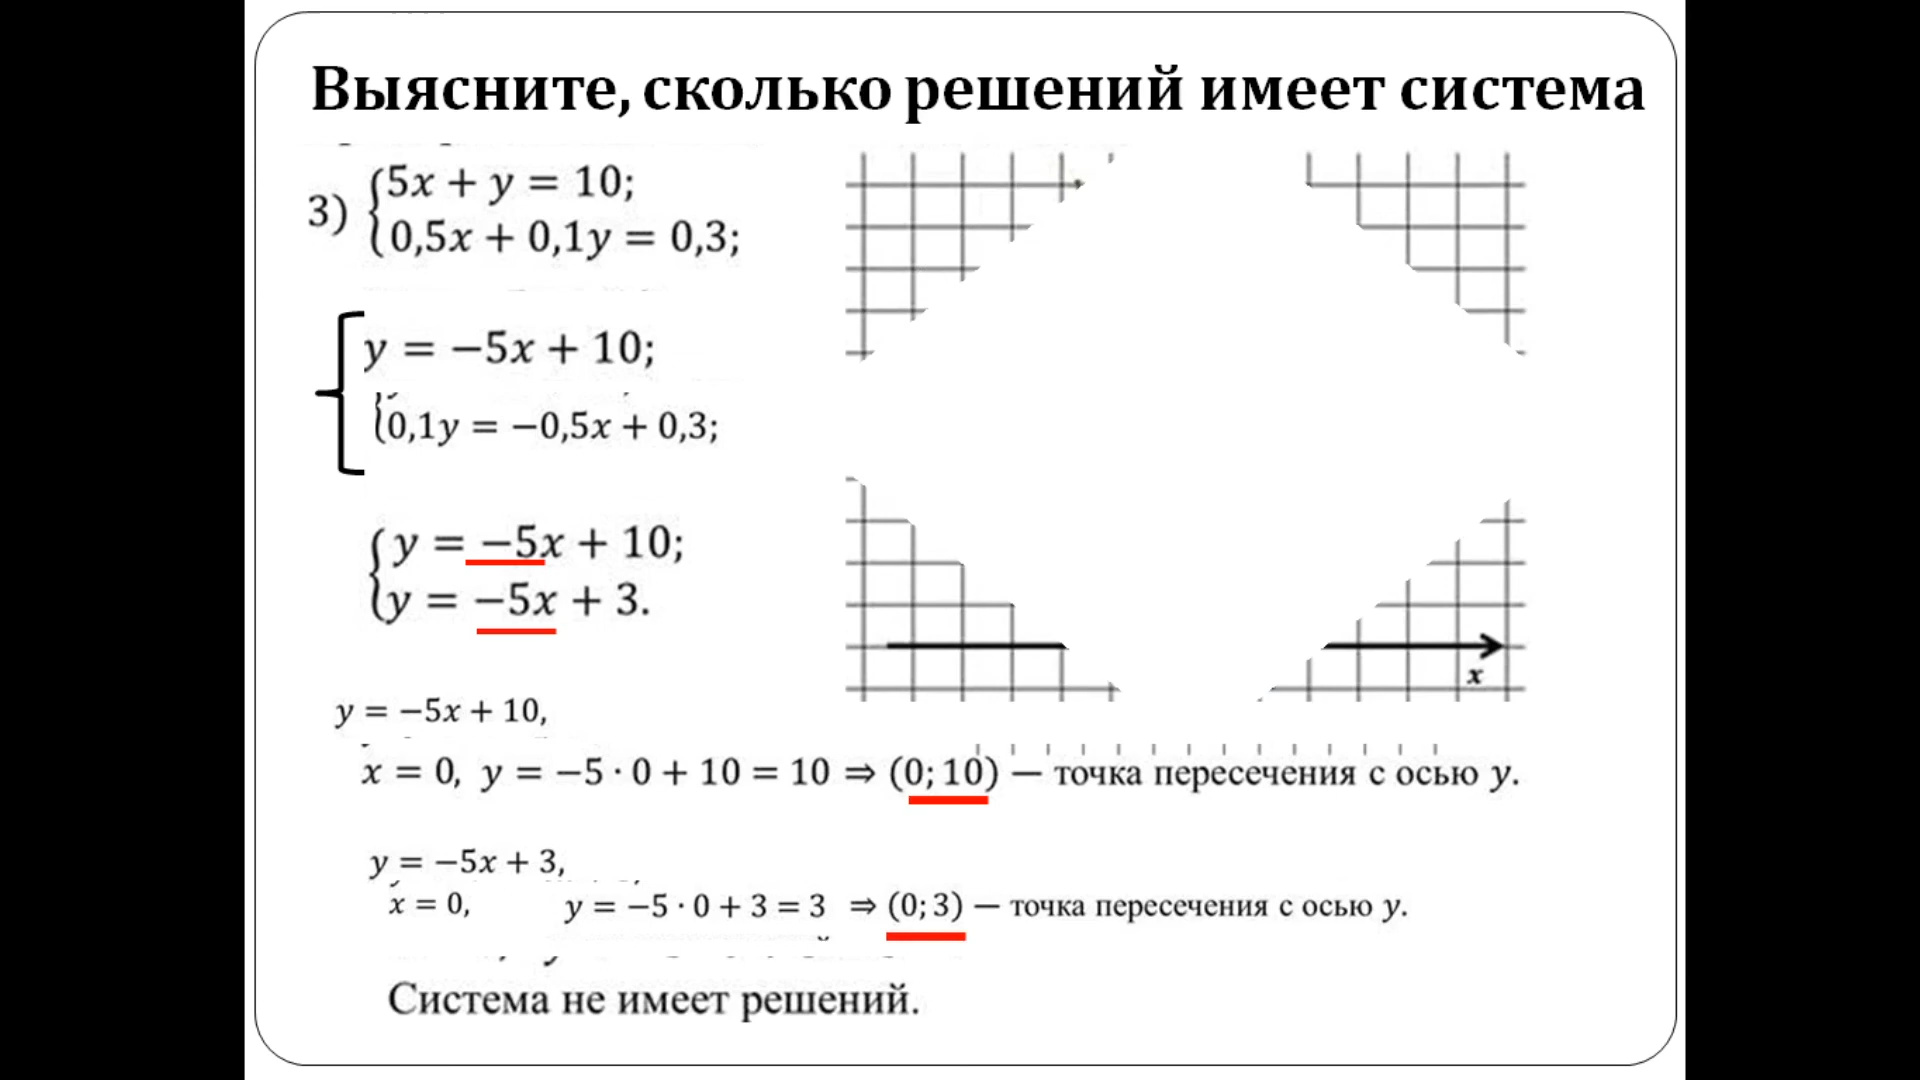 Выясните, сколько решений имеет система
3) {5x + y = 10;
{0,5x + 0,1y = 0,3;
y = −5x + 10;
{0,1y = −0,5x + 0,3;
{y = −5x + 10;
{y = −5x + 3.
x
y = −5x + 10,
x = 0, y = −5 · 0 + 10 = 10 ⇒ (0; 10) — точка пересечения с осью y.
y = −5x + 3,
x = 0, y = −5 · 0 + 3 = 3 ⇒ (0; 3) — точка пересечения с осью y.
Система не имеет решений.